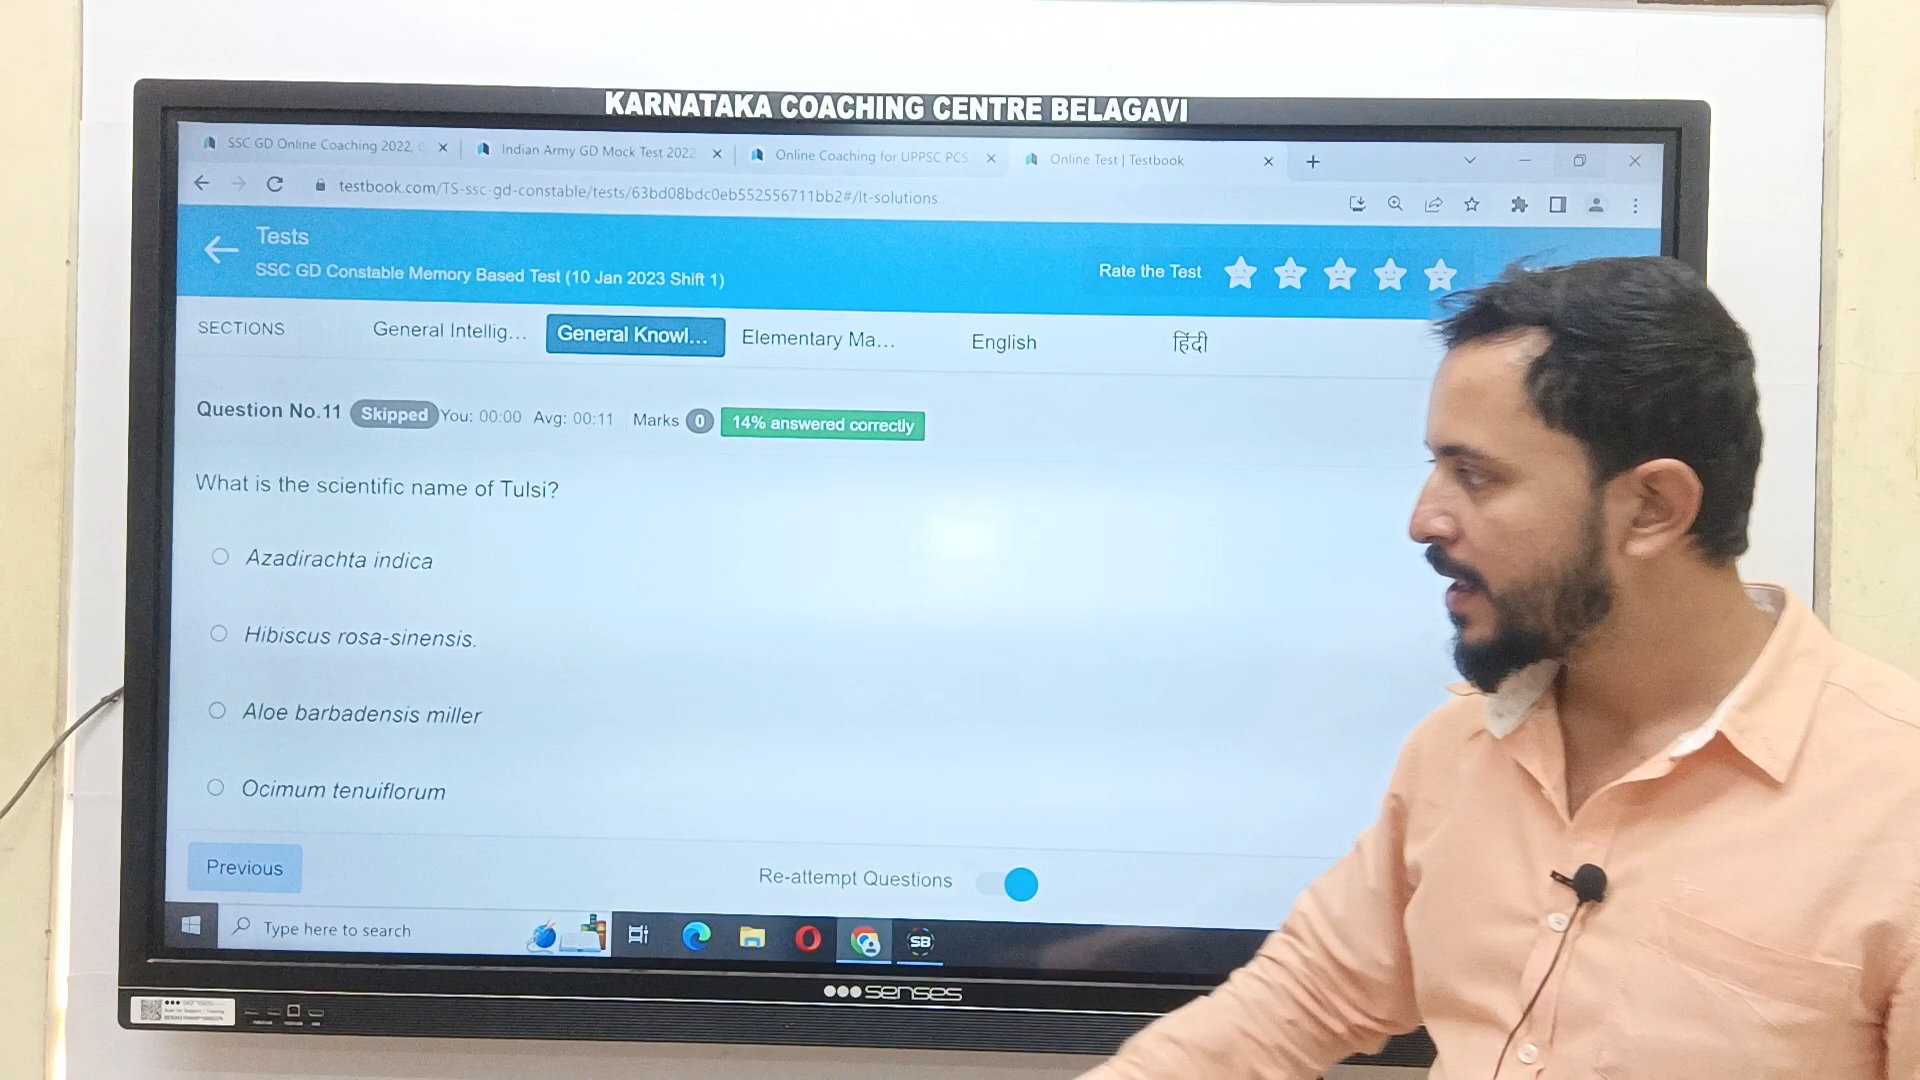 KARNATAKA COACHING CENTRE BELAGAVI
SSC GD Online Coaching 2022, C
Indian Army GD Mock Test 2022
Online Coaching for UPPSC PCS
Online Test | Testbook
testbook.com/TS-ssc-gd-constable/tests/63bd08bdc0eb552556711bb2#/lt-solutions
Tests
SSC GD Constable Memory Based Test (10 Jan 2023 Shift 1)
Rate the Test
SECTIONS General Intellig... General Knowl... Elementary Ma... English हिंदी
Question No.11 Skipped You: 00:00 Avg: 00:11 Marks 0 14% answered correctly
What is the scientific name of Tulsi?
Azadirachta indica
Hibiscus rosa-sinensis.
Aloe barbadensis miller
Ocimum tenuiflorum
Previous
Re-attempt Questions
Type here to search
SB
senses